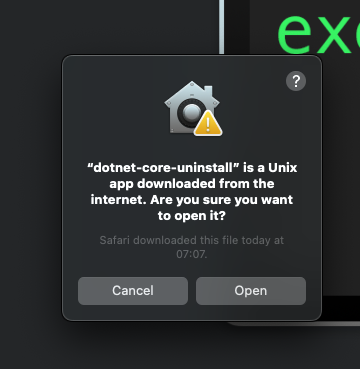 exe
?
“dotnet-core-uninstall” is a Unix
app downloaded from the
internet. Are you sure you want
to open it?
Safari downloaded this file today at
07:07.
Cancel
Open